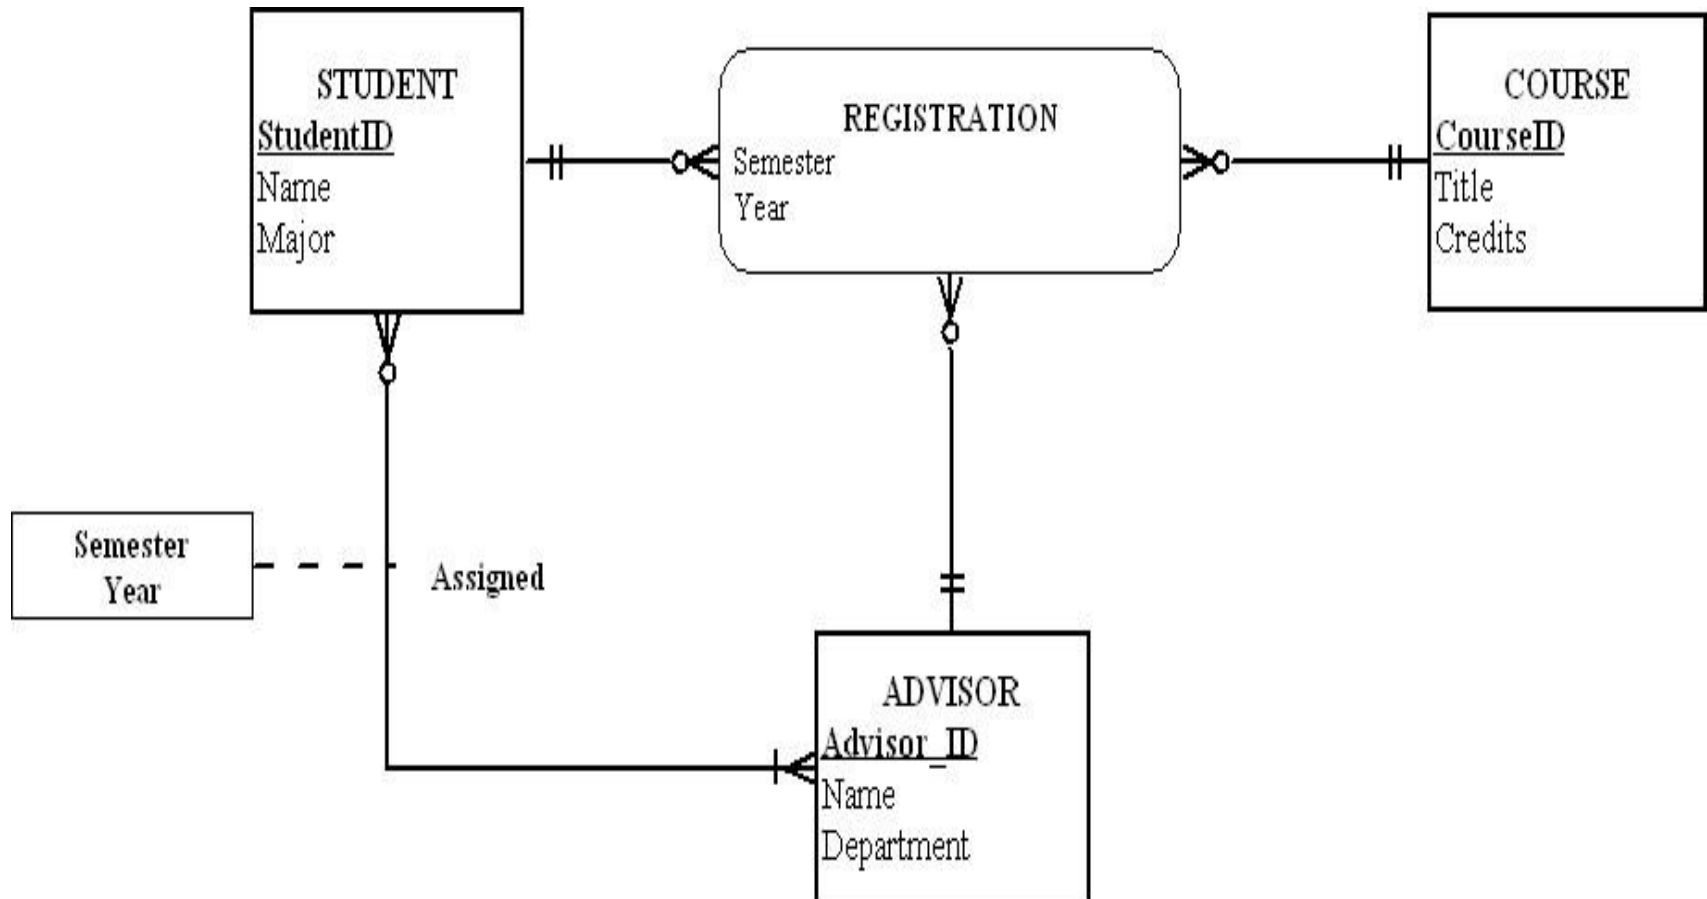 STUDENT
StudentID
Name
Major
REGISTRATION
Semester
Year
COURSE
CourseID
Title
Credits
Semester
Year
Assigned
ADVISOR
Advisor_ID
Name
Department